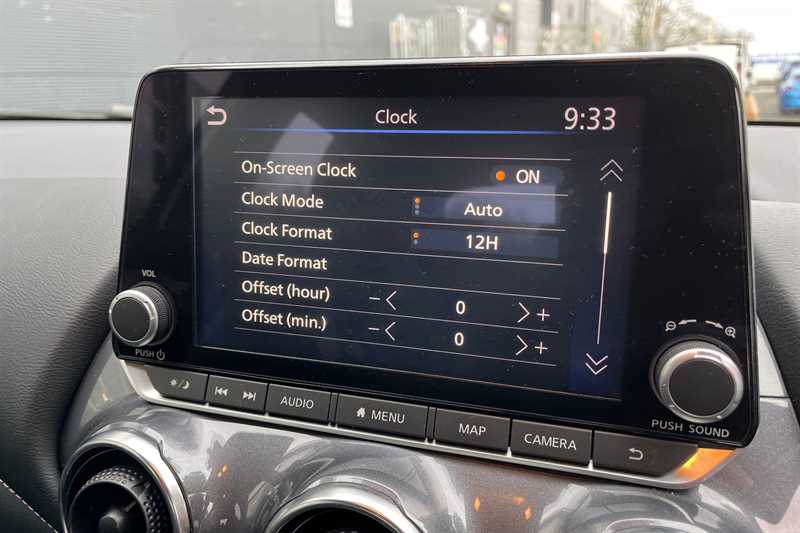 Clock 9:33
On-Screen Clock ON
Clock Mode Auto
Clock Format 12H
Date Format
Offset (hour) − < 0 > +
Offset (min.) − < 0 > +
VOL
PUSH
AUDIO
MENU
MAP
CAMERA
PUSH SOUND